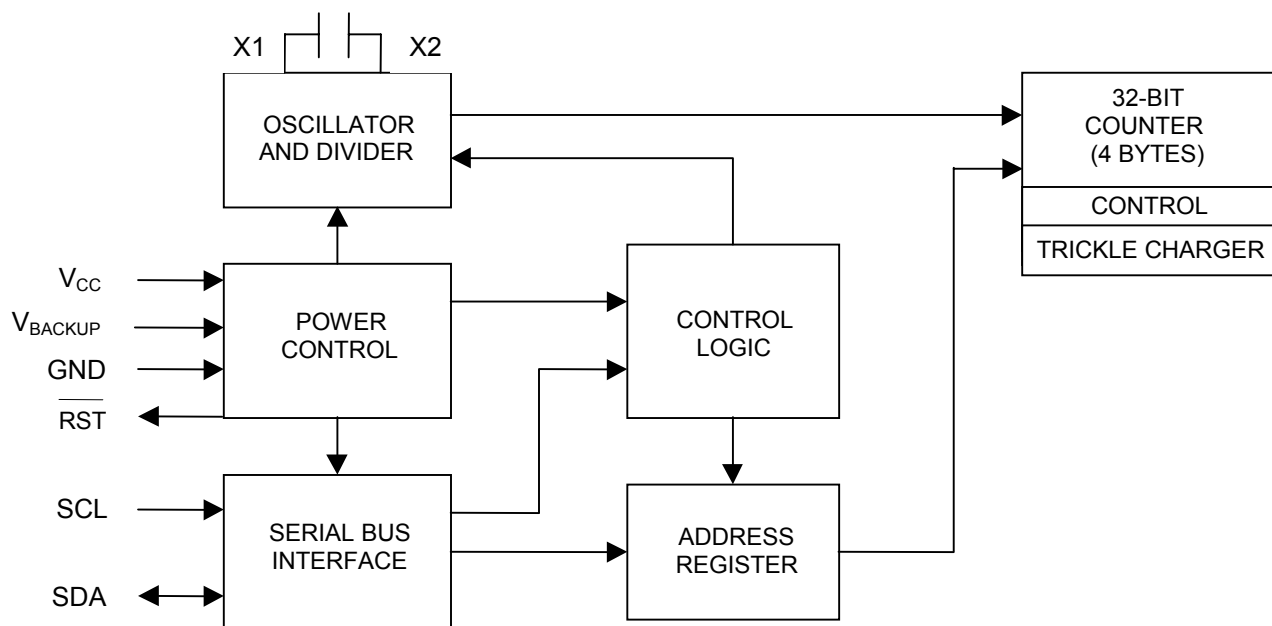 X1
X2
OSCILLATOR
AND DIVIDER
32-BIT
COUNTER
(4 BYTES)
CONTROL
TRICKLE CHARGER
VCC
VBACKUP
GND
RST
POWER
CONTROL
CONTROL
LOGIC
SCL
SDA
SERIAL BUS
INTERFACE
ADDRESS
REGISTER